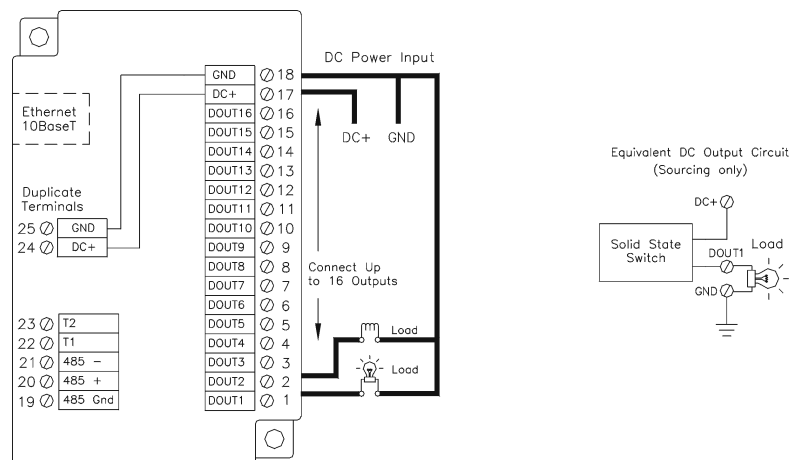 DC Power Input
GND 18
DC+ 17
DOUT16 16
DOUT15 15
DOUT14 14
DOUT13 13
DOUT12 12
DOUT11 11
DOUT10 10
DOUT9 9
DOUT8 8
DOUT7 7
DOUT6 6
DOUT5 5
DOUT4 4
DOUT3 3
DOUT2 2
DOUT1 1
Ethernet
10BaseT
Duplicate
Terminals
25 GND
24 DC+
23 T2
22 T1
21 485 -
20 485 +
19 485 Gnd
DC+ GND
Connect Up
to 16 Outputs
Load
Load
Equivalent DC Output Circuit
(Sourcing only)
DC+
Solid State
Switch
DOUT1
Load
GND